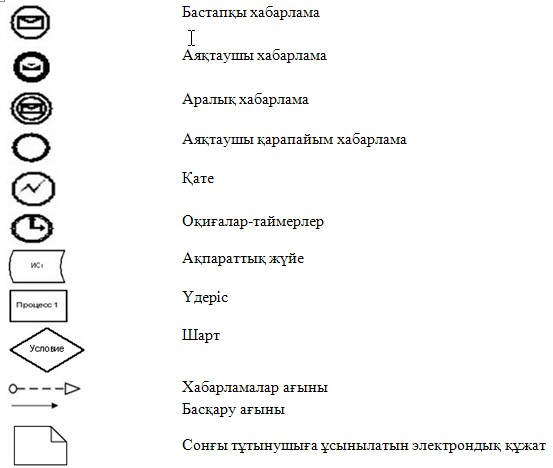 Бастапқы хабарлама
Аяқтаушы хабарлама
Аралық хабарлама
Аяқтаушы қарапайым хабарлама
Қате
Оқиғалар-таймерлер
ИС₁ Ақпараттық жүйе
Процесс 1 Үдеріс
Условие Шарт
Хабарламалар ағыны
Басқару ағыны
Соңғы тұтынушыға ұсынылатын электрондық құжат